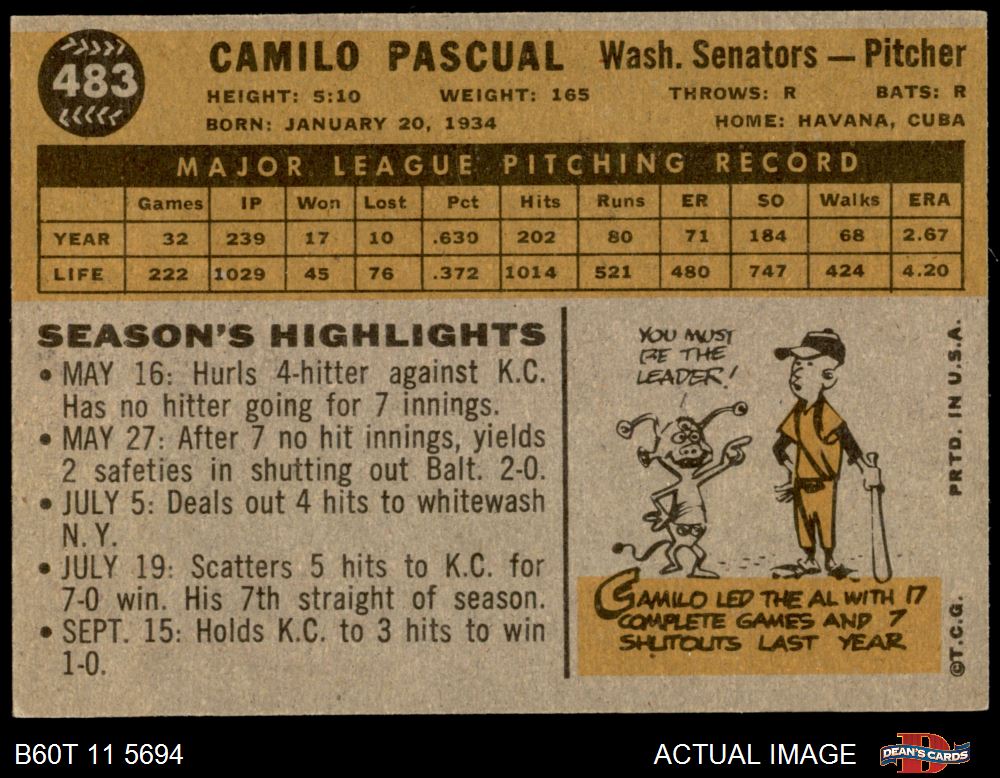 483
CAMILO PASCUAL Wash. Senators — Pitcher
HEIGHT: 5:10 WEIGHT: 165 THROWS: R BATS: R
BORN: JANUARY 20, 1934 HOME: HAVANA, CUBA
MAJOR LEAGUE PITCHING RECORD
Games IP Won Lost Pct Hits Runs ER SO Walks ERA
YEAR 32 239 17 10 .630 202 80 71 184 68 2.67
LIFE 222 1029 45 76 .372 1014 521 480 747 424 4.20
SEASON'S HIGHLIGHTS
• MAY 16: Hurls 4-hitter against K.C.
Has no hitter going for 7 innings.
• MAY 27: After 7 no hit innings, yields
2 safeties in shutting out Balt. 2-0.
• JULY 5: Deals out 4 hits to whitewash
N.Y.
• JULY 19: Scatters 5 hits to K.C. for
7-0 win. His 7th straight of season.
• SEPT. 15: Holds K.C. to 3 hits to win
1-0.
YOU MUST
BE THE
LEADER!
CAMILO LED THE AL WITH 17
COMPLETE GAMES AND 7
SHUTOUTS LAST YEAR
©T.C.G. PRTD. IN U.S.A.
B60T 11 5694 ACTUAL IMAGE
DEAN'S CARDS